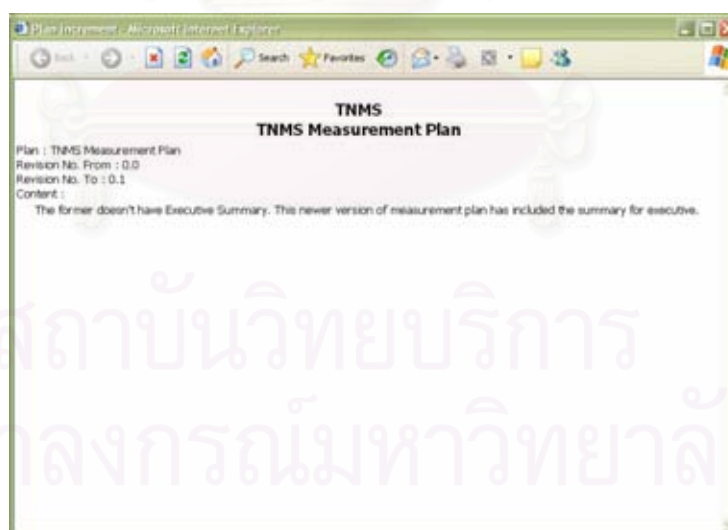 Plan Increment - Microsoft Internet Explorer
Back
Search
Favorites
TNMS
TNMS Measurement Plan
Plan : TNMS Measurement Plan
Revision No. From : 0.0
Revision No. To : 0.1
Content :
The former doesn't have Executive Summary. This newer version of measurement plan has included the summary for executive.
สถาบันวิทยบริการ
าลงกรณ์มหาวิทยาลั